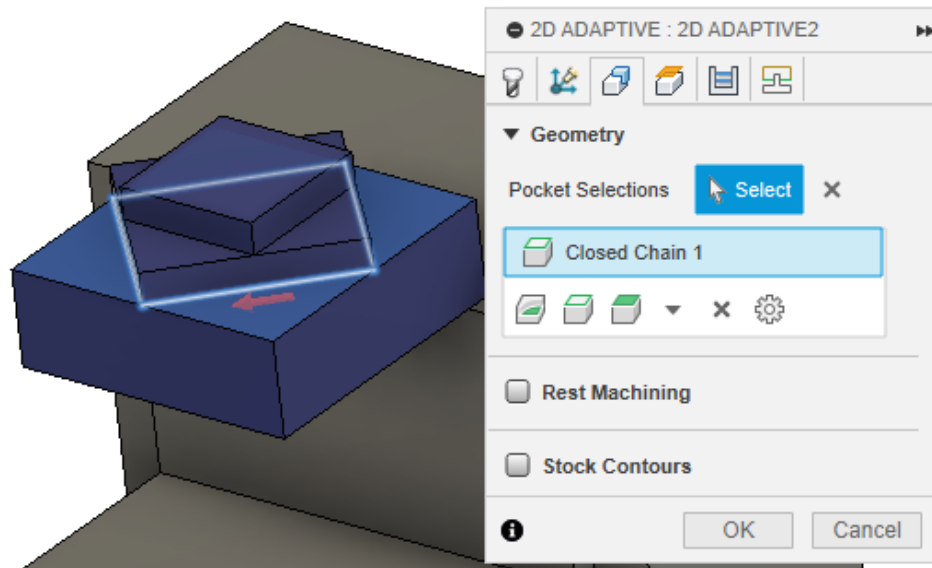 2D ADAPTIVE : 2D ADAPTIVE2
Geometry
Pocket Selections
Select
Closed Chain 1
Rest Machining
Stock Contours
OK
Cancel